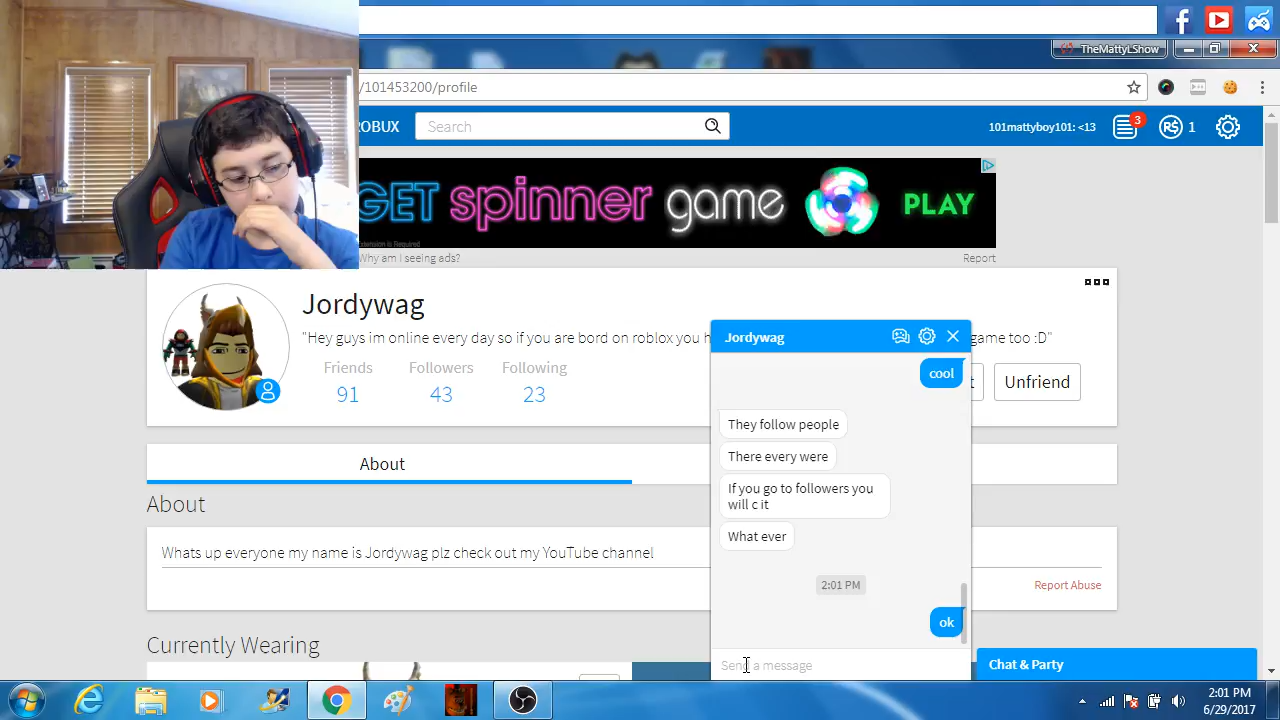 TheMattyLShow
/101453200/profile
ROBUX
Search
101mattyboy101: <13
3
R$ 1
GET spinner game PLAY
Extension is Required
Why am I seeing ads?
Report
Jordywag
"Hey guys im online every day so if you are bord on roblox you h
game too :D"
Friends
Followers
Following
91
43
23
t
Unfriend
About
About
Whats up everyone my name is Jordywag plz check out my YouTube channel
Report Abuse
Currently Wearing
Jordywag
cool
They follow people
There every were
If you go to followers you
will c it
What ever
2:01 PM
ok
Send a message
Chat & Party
2:01 PM
6/29/2017